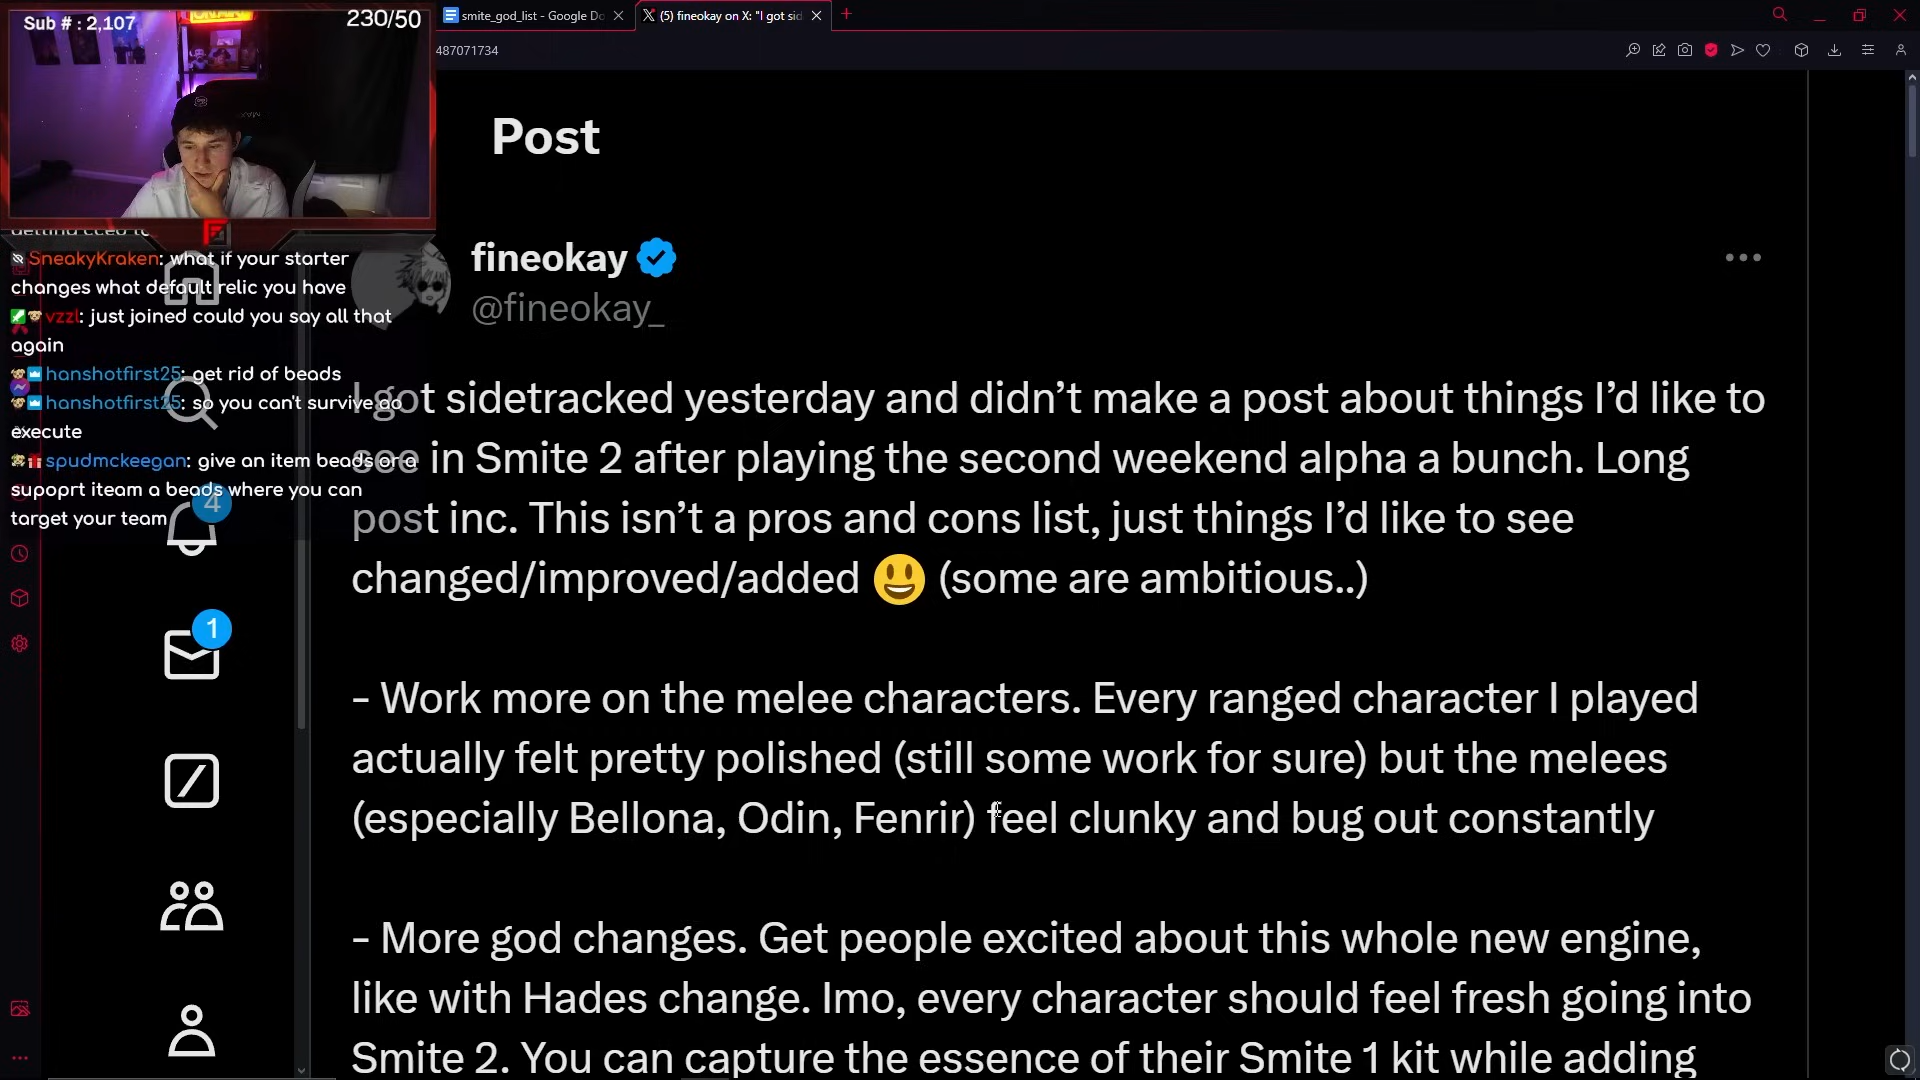 Sub # : 2,107
230/50
smite_god_list - Google Do
(5) fineokay on X: "I got sid
487071734
Post
fineokay
@fineokay_
SneakyKraken: what if your starter
changes what default relic you have
vzzl: just joined could you say all that
again
hanshotfirst25: get rid of beads
hanshotfirst25: so you can't survive ao
execute
spudmckeegan: give an item beads or a
supoprt iteam a beads where you can
target your team
4
1
I got sidetracked yesterday and didn’t make a post about things I’d like to
see in Smite 2 after playing the second weekend alpha a bunch. Long
post inc. This isn’t a pros and cons list, just things I’d like to see
changed/improved/added 😃 (some are ambitious..)
- Work more on the melee characters. Every ranged character I played
actually felt pretty polished (still some work for sure) but the melees
(especially Bellona, Odin, Fenrir) feel clunky and bug out constantly
- More god changes. Get people excited about this whole new engine,
like with Hades change. Imo, every character should feel fresh going into
Smite 2. You can capture the essence of their Smite 1 kit while adding